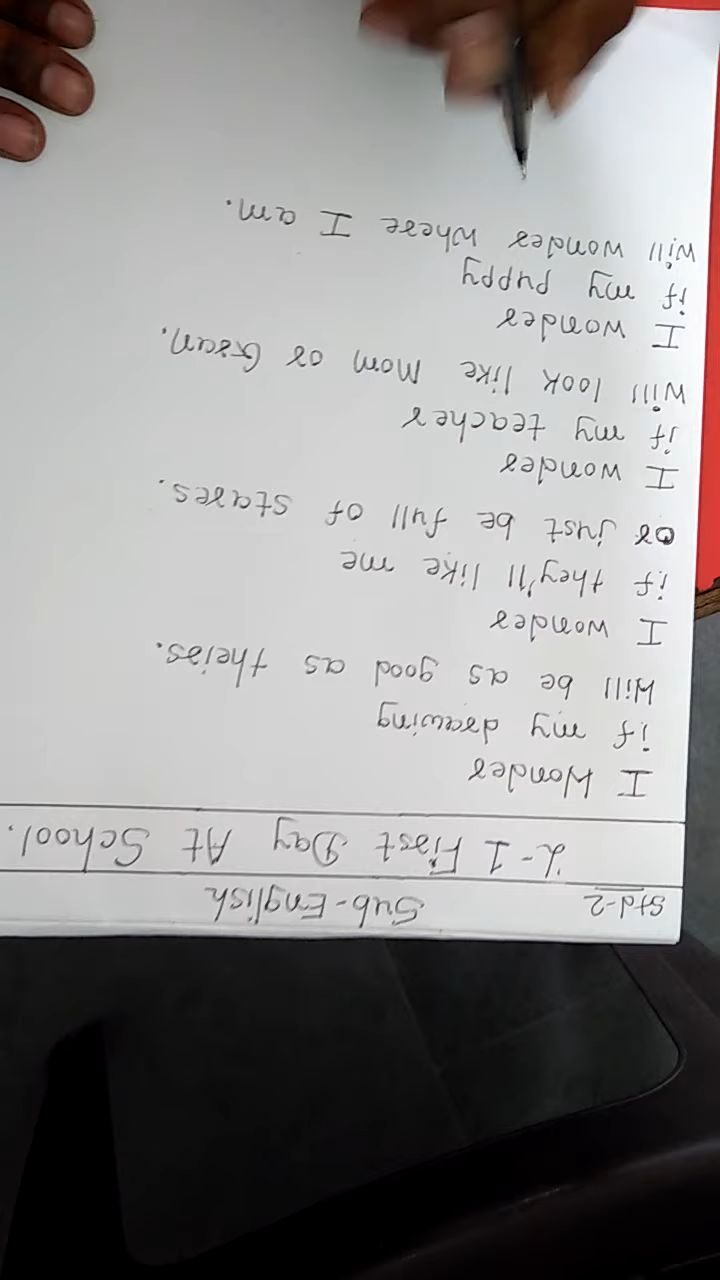 Std-2 Sub-English
L-1 First Day At School.
I Wonder
if my drawing
Will be as good as theirs.
I wonder
if they'll like me
or just be full of stares.
I wonder
if my teacher
will look like Mom or Gram.
I wonder
if my puppy
will wonder where I am.